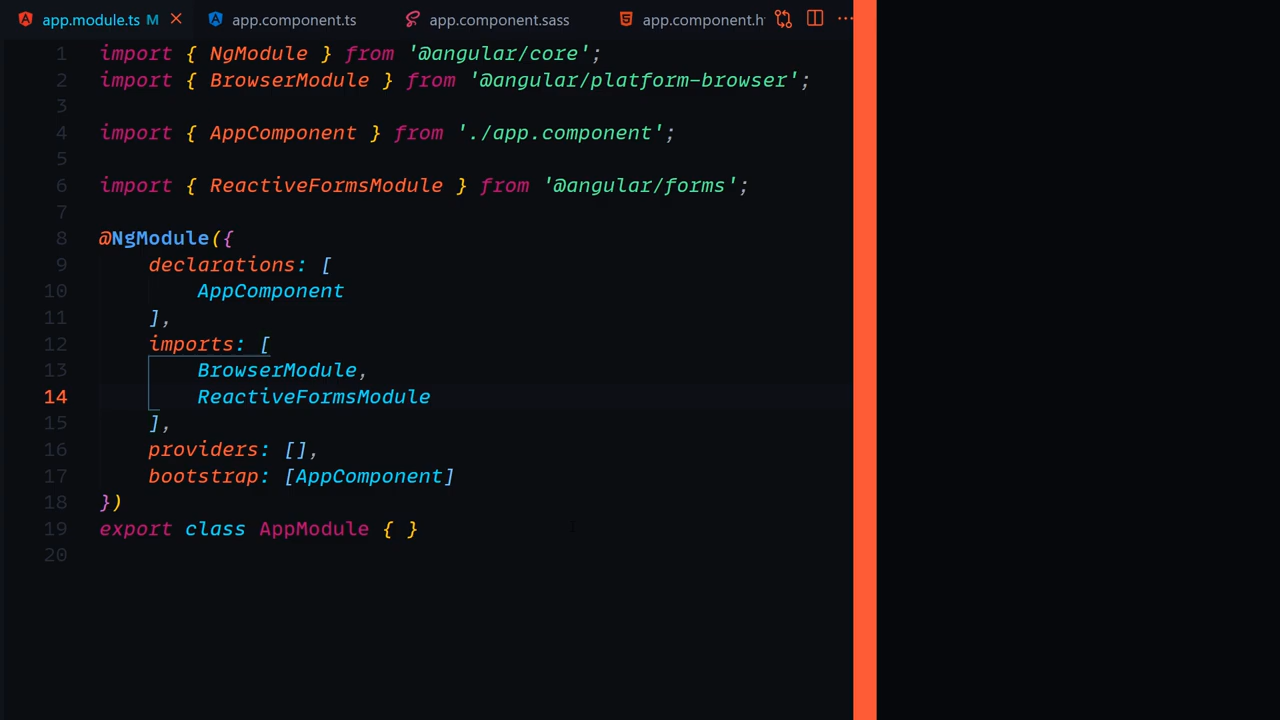 app.module.ts M app.component.ts app.component.sass app.component.h
1 import { NgModule } from '@angular/core';
2 import { BrowserModule } from '@angular/platform-browser';
3
4 import { AppComponent } from './app.component';
5
6 import { ReactiveFormsModule } from '@angular/forms';
7
8 @NgModule({
9 declarations: [
10 AppComponent
11 ],
12 imports: [
13 BrowserModule,
14 ReactiveFormsModule
15 ],
16 providers: [],
17 bootstrap: [AppComponent]
18 })
19 export class AppModule { }
20